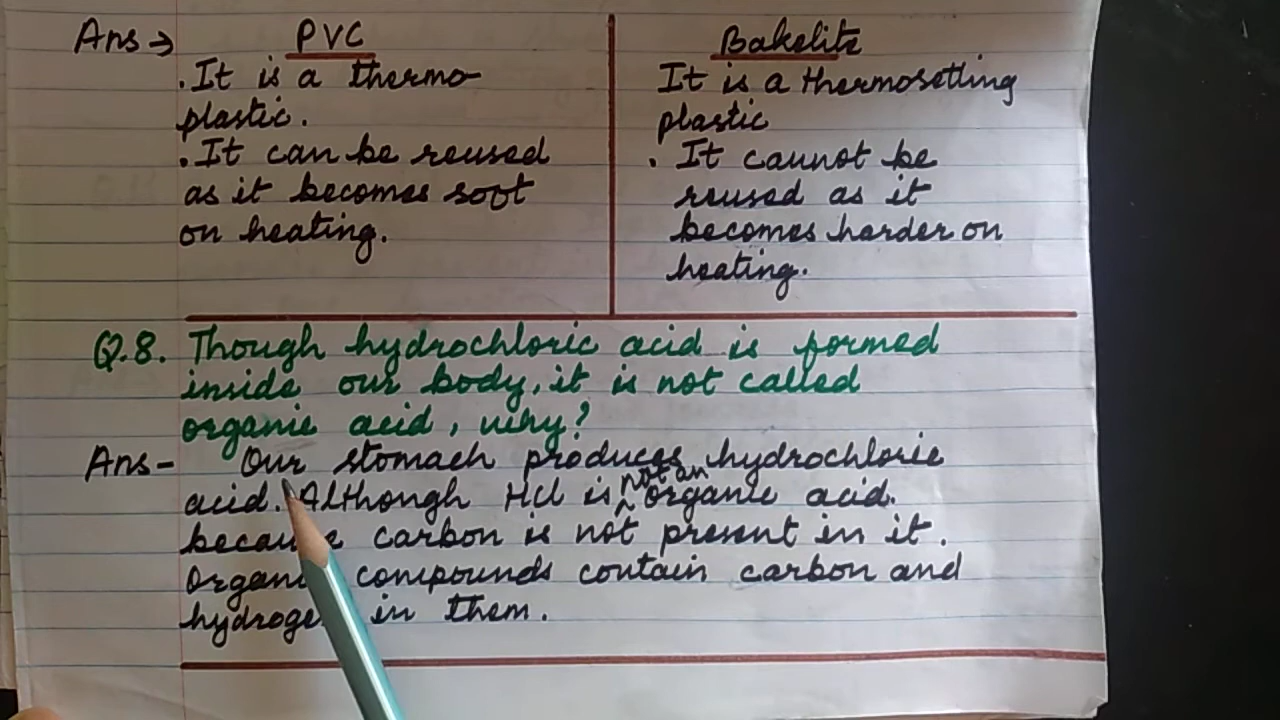 Ans → PVC
. It is a thermo-
plastic.
. It can be reused
as it becomes soft
on heating.
Bakelite
It is a thermosetting
plastic
. It cannot be
reused as it
becomes harder on
heating.
Q.8. Though hydrochloric acid is formed
inside our body, it is not called
organic acid, why?
Ans- Our stomach produces hydrochloric
acid. Although HCl is not an organic acid.
because carbon is not present in it.
Organic compounds contain carbon and
hydrogen in them.